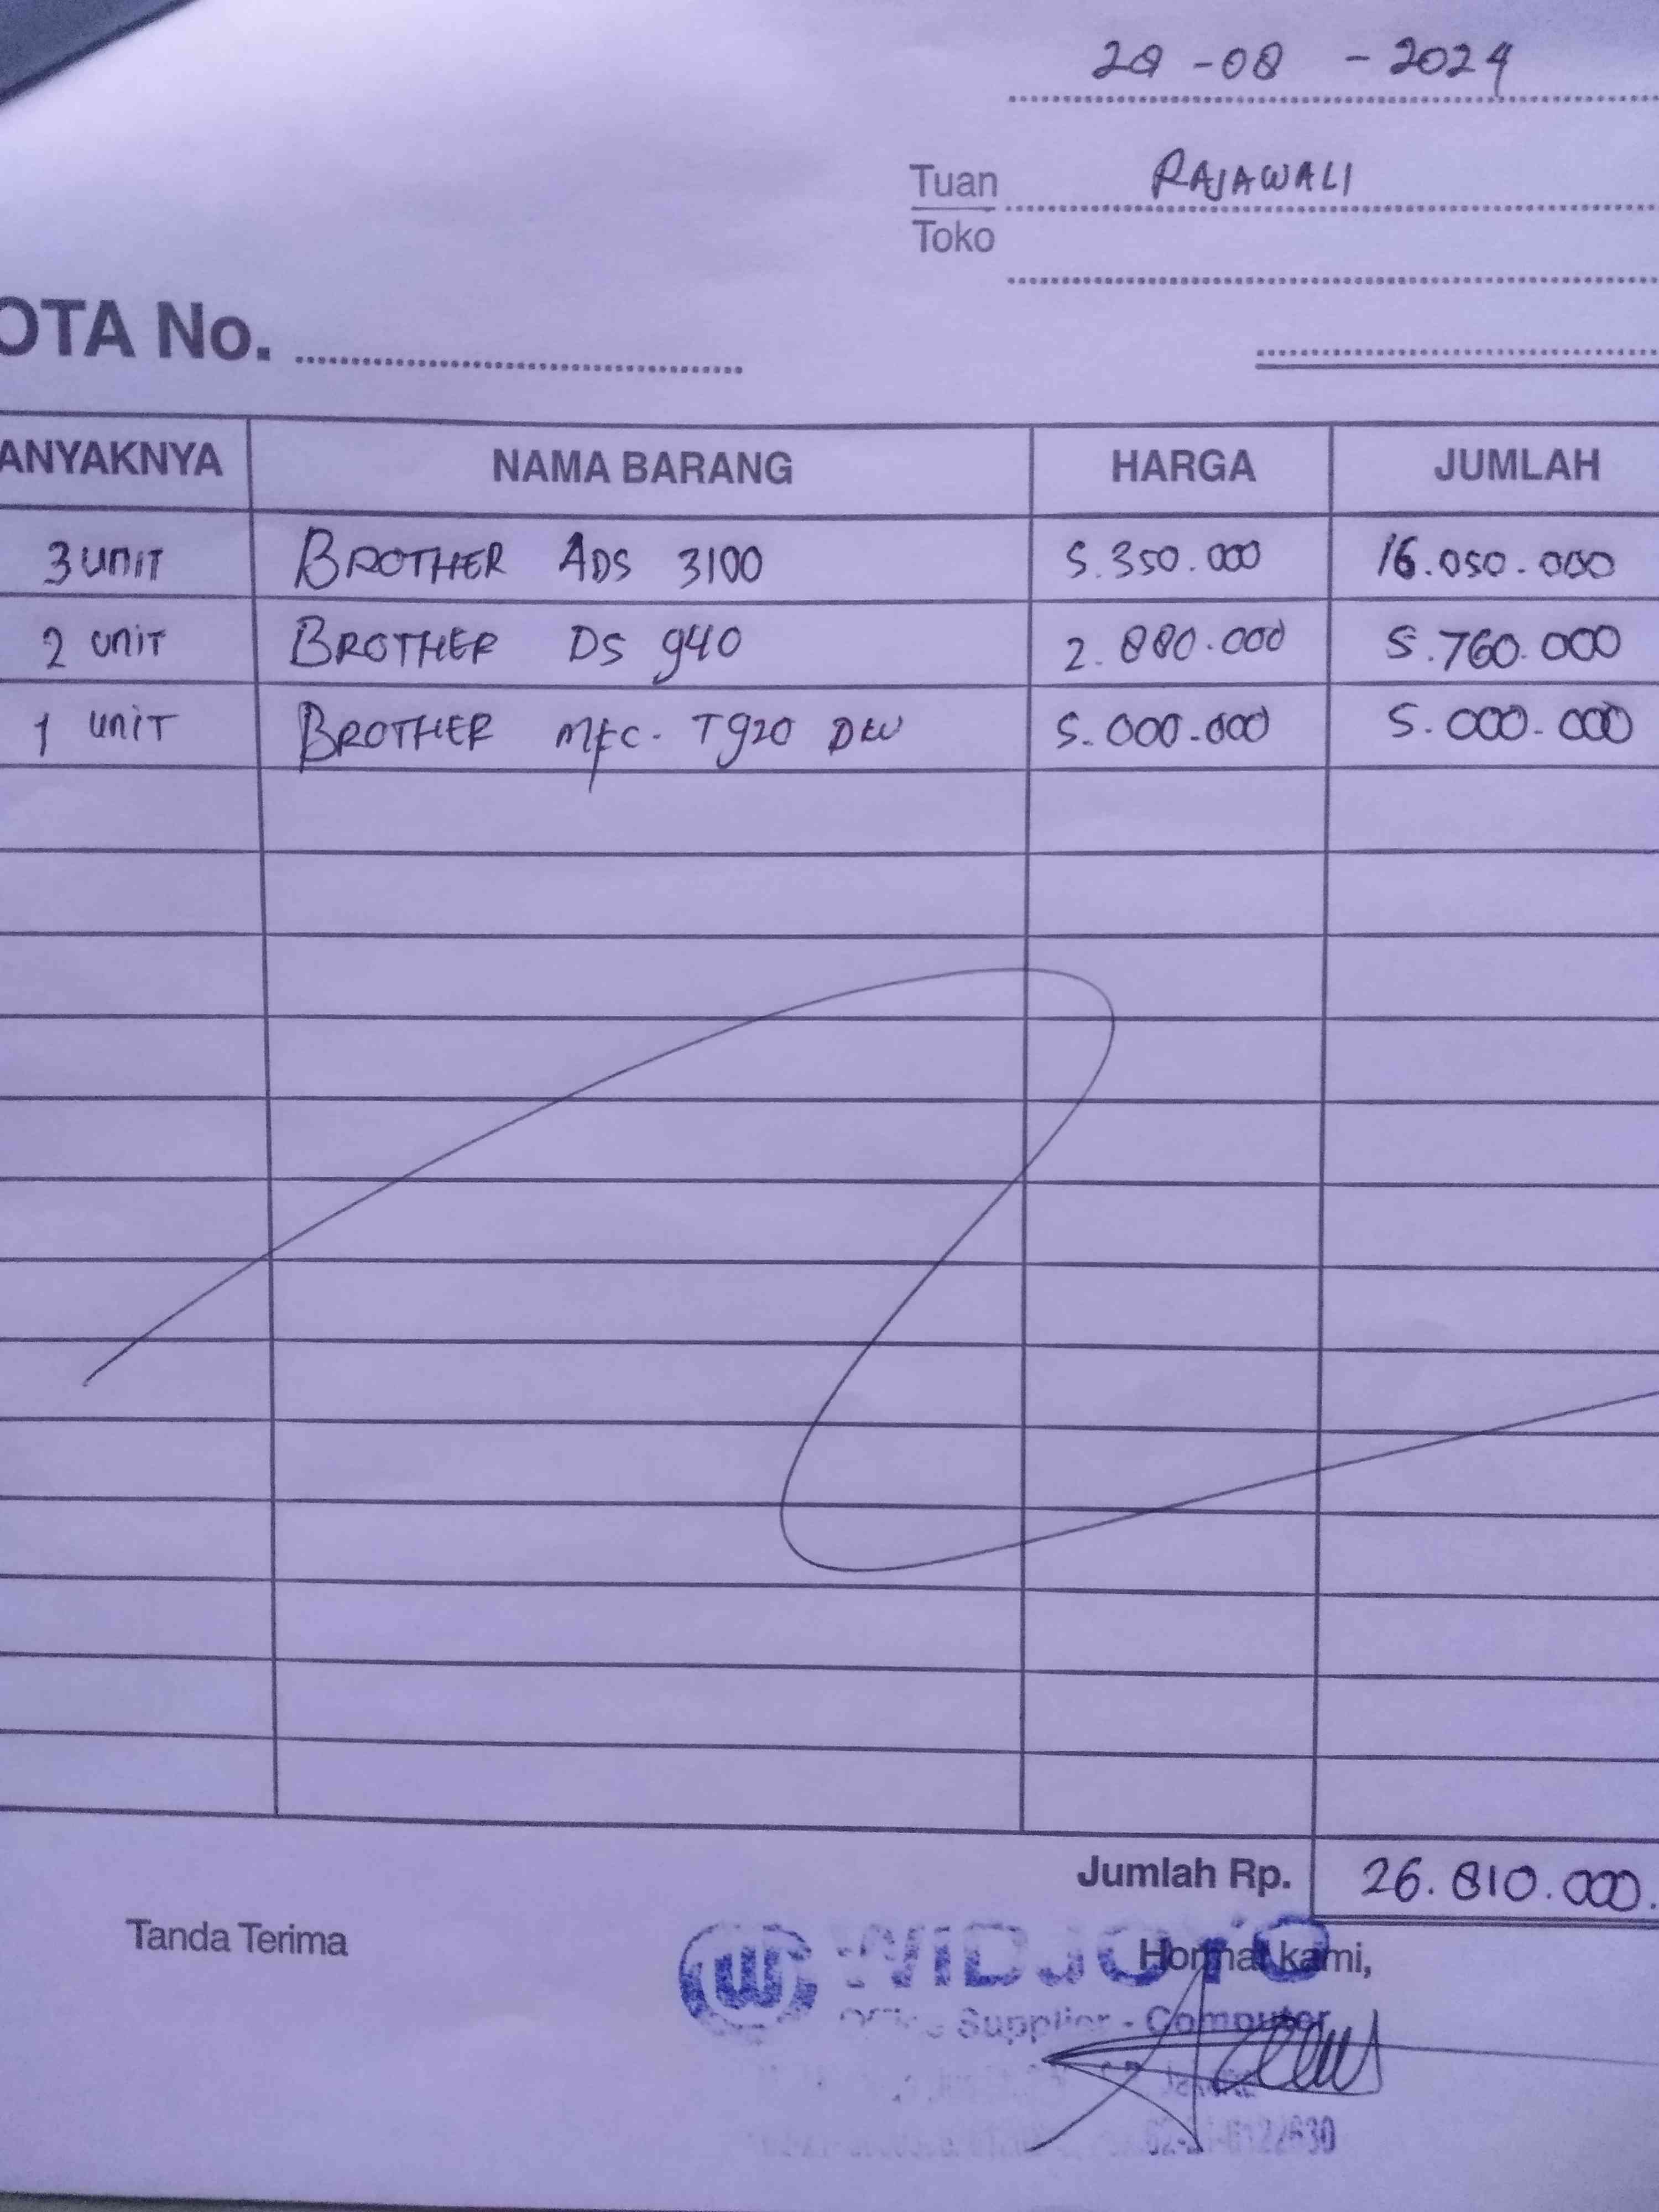 28 - 08 - 2024
Tuan RAJAWALI
Toko
OTA No.
ANYAKNYA NAMA BARANG HARGA JUMLAH
3 UNIT BROTHER ADS 3100 5.350.000 16.050.000
2 UNIT BROTHER DS 940 2.880.000 5.760.000
1 UNIT BROTHER MFC-T920 DW 5.000.000 5.000.000
Jumlah Rp. 26.810.000.
Tanda Terima
Hormat kami,
WIDJOYO
Office Supplier - Computer